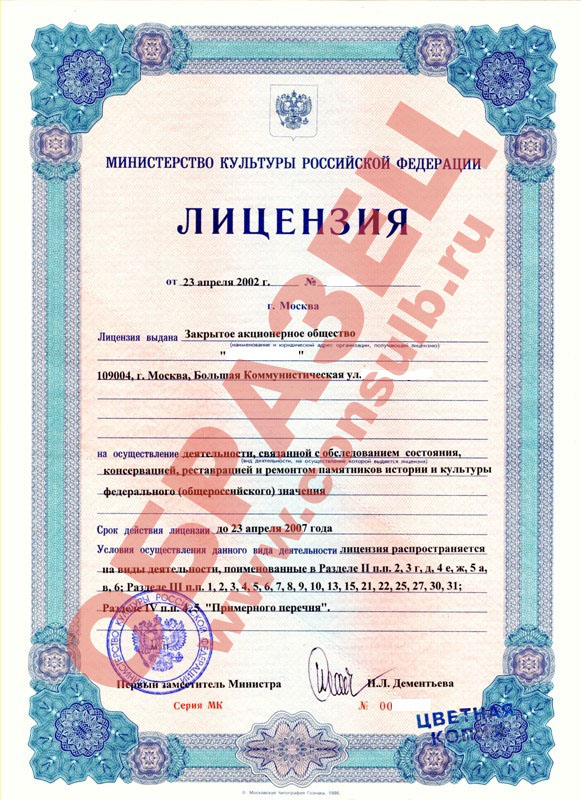 МИНИСТЕРСТВО КУЛЬТУРЫ РОССИЙСКОЙ ФЕДЕРАЦИИ
ЛИЦЕНЗИЯ
от 23 апреля 2002 г. №
г. Москва
Лицензия выдана Закрытое акционерное общество
(наименование и юридический адрес организации, получающей лицензию)
" "
109004, г. Москва, Большая Коммунистическая ул.
на осуществление деятельности, связанной с обследованием состояния,
(вид деятельности, на осуществление которой выдается лицензия)
консервацией, реставрацией и ремонтом памятников истории и культуры
федерального (общероссийского) значения
Срок действия лицензии до 23 апреля 2007 года
Условия осуществления данного вида деятельности лицензия распространяется
на виды деятельности, поименованные в Разделе II п.п. 2, 3 г, д, 4 е, ж, 5 а,
в, 6; Разделе III п.п. 1, 2, 3, 4, 5, 6, 7, 8, 9, 10, 13, 15, 21, 22, 25, 27, 30, 31;
Разделе IV п.п. 4, 5. "Примерного перечня".
МИНИСТЕРСТВО КУЛЬТУРЫ РОССИЙСКОЙ ФЕДЕРАЦИИ
М.П.
Первый заместитель Министра Н.Л. Дементьева
Серия МК № 00
ЦВЕТНАЯ
КОПИЯ
© Московская типография Гознака. 1996.
ОБРАЗЕЦ
www.consulb.ru